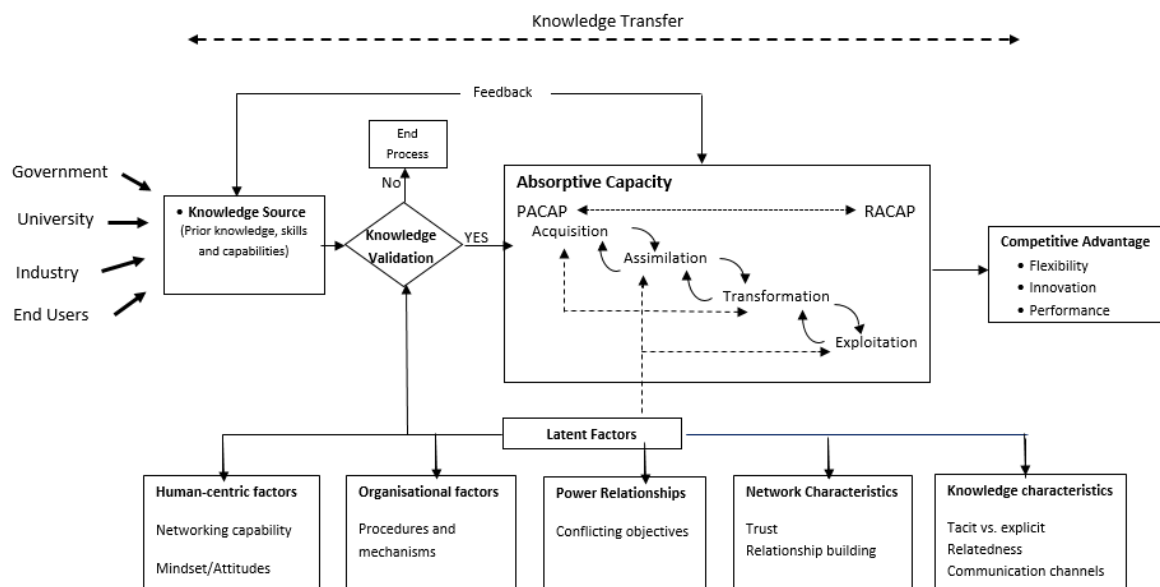 Knowledge Transfer
Feedback
End
Process
No
Government
University
Industry
End Users
• Knowledge Source
(Prior knowledge, skills
and capabilities)
Knowledge
Validation
YES
Absorptive Capacity
PACAP
RACAP
Acquisition
Assimilation
Transformation
Exploitation
Competitive Advantage
• Flexibility
• Innovation
• Performance
Latent Factors
Human-centric factors
Networking capability
Mindset/Attitudes
Organisational factors
Procedures and
mechanisms
Power Relationships
Conflicting objectives
Network Characteristics
Trust
Relationship building
Knowledge characteristics
Tacit vs. explicit
Relatedness
Communication channels